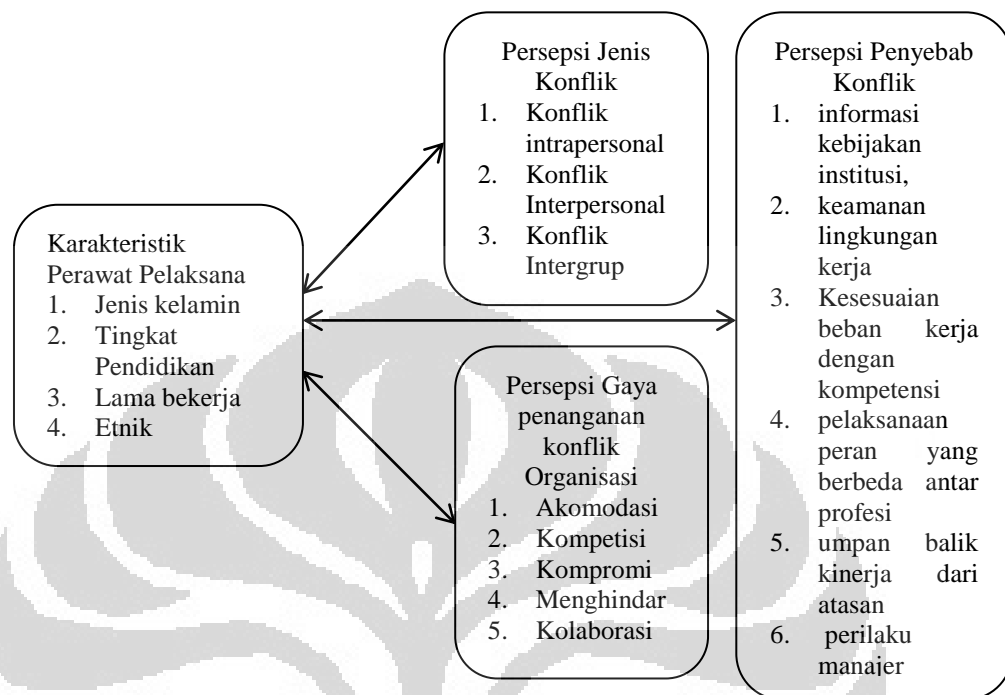 Karakteristik
Perawat Pelaksana
1. Jenis kelamin
2. Tingkat
Pendidikan
3. Lama bekerja
4. Etnik
Persepsi Jenis
Konflik
1. Konflik
intrapersonal
2. Konflik
Interpersonal
3. Konflik
Intergrup
Persepsi Gaya
penanganan
konflik
Organisasi
1. Akomodasi
2. Kompetisi
3. Kompromi
4. Menghindar
5. Kolaborasi
Persepsi Penyebab
Konflik
1. informasi
kebijakan
institusi,
2. keamanan
lingkungan
kerja
3. Kesesuaian
beban kerja
dengan
kompetensi
4. pelaksanaan
peran yang
berbeda antar
profesi
5. umpan balik
kinerja dari
atasan
6. perilaku
manajer